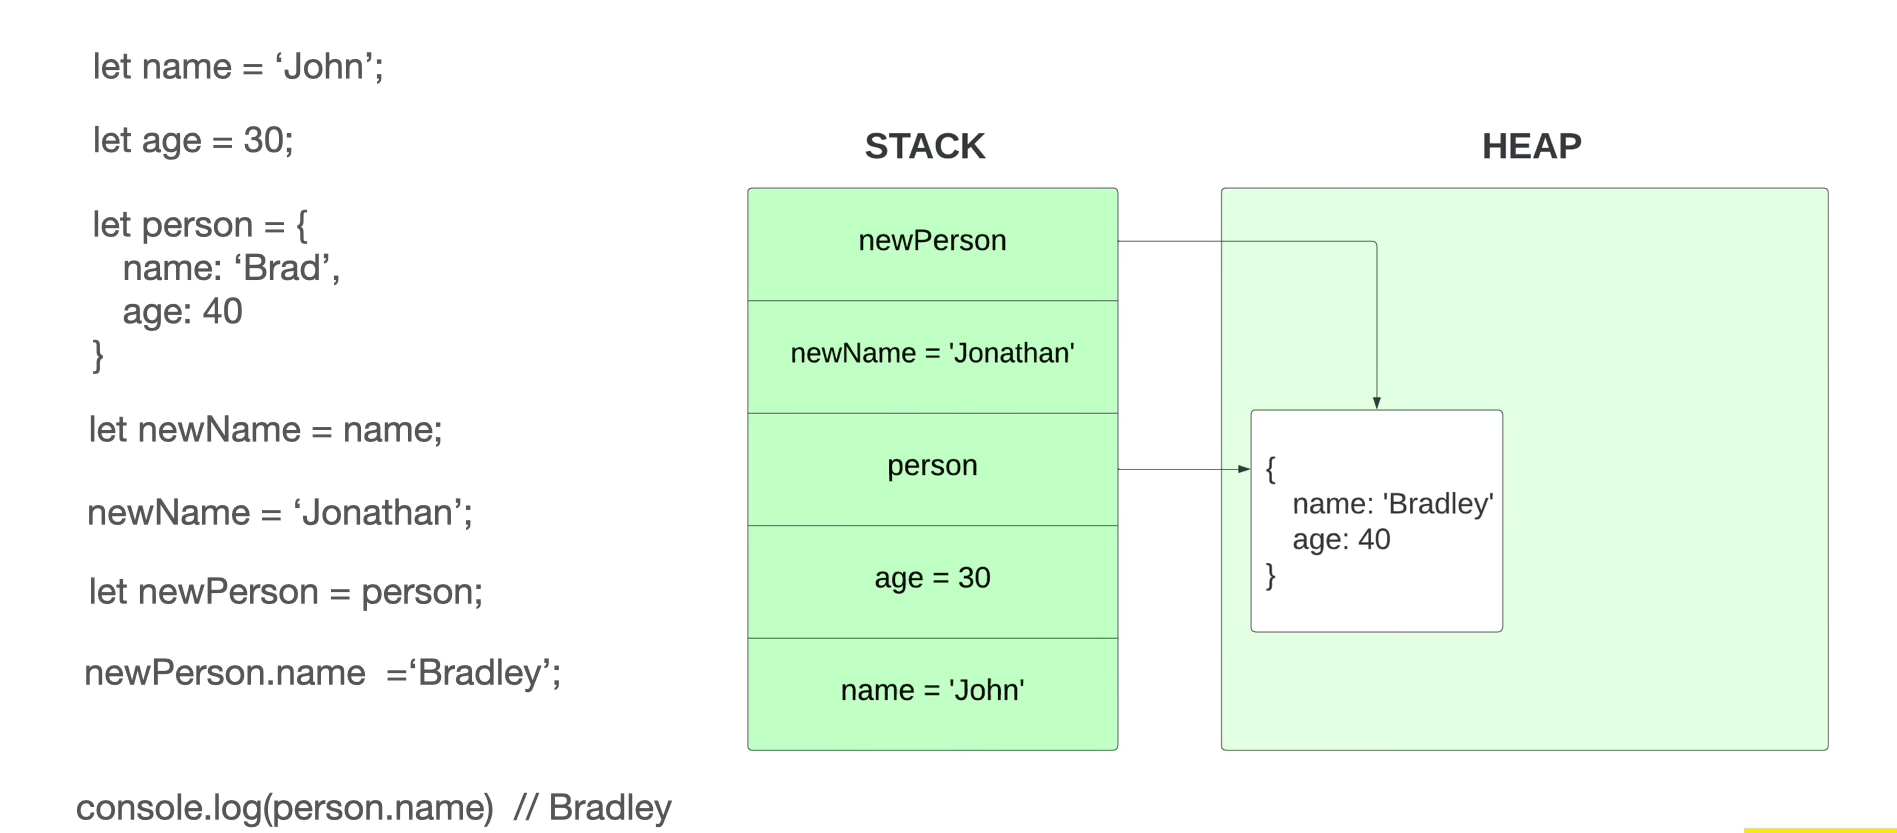 let name = ‘John’;
let age = 30;
let person = {
name: ‘Brad’,
age: 40
}
let newName = name;
newName = ‘Jonathan’;
let newPerson = person;
newPerson.name  =‘Bradley’;
console.log(person.name)  // Bradley
STACK
newPerson
newName = 'Jonathan'
person
age = 30
name = 'John'
HEAP
{
name: 'Bradley'
age: 40
}